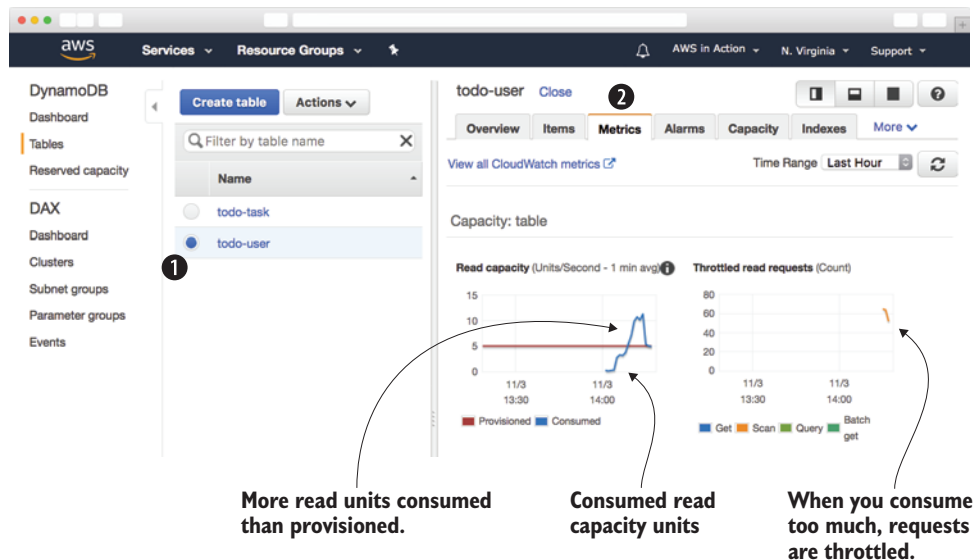 aws
Services
Resource Groups
AWS in Action
N. Virginia
Support
DynamoDB
Dashboard
Tables
Reserved capacity
DAX
Dashboard
Clusters
Subnet groups
Parameter groups
Events
Create table
Actions
Filter by table name
Name
todo-task
todo-user
1
todo-user Close
2
Overview Items Metrics Alarms Capacity Indexes More
View all CloudWatch metrics
Time Range Last Hour
Capacity: table
Read capacity (Units/Second - 1 min avg)
15
10
5
0
11/3
13:30
11/3
14:00
Provisioned Consumed
Throttled read requests (Count)
80
60
40
20
0
11/3
13:30
11/3
14:00
Get Scan Query Batch
get
More read units consumed
than provisioned.
Consumed read
capacity units
When you consume
too much, requests
are throttled.